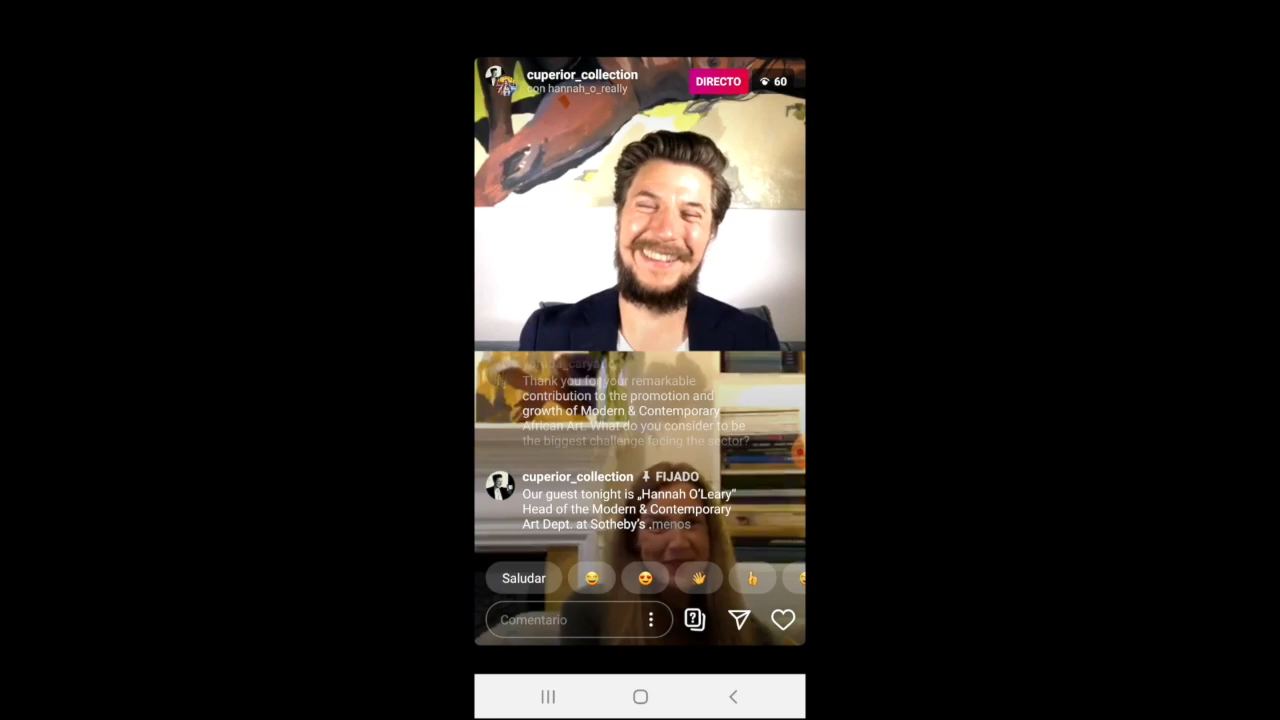 cuperior_collection
con hannah_o_really
DIRECTO
60
Thank you for your remarkable
contribution to the promotion and
growth of Modern & Contemporary
African Art. What do you consider to be
the biggest challenge facing the sector?
cuperior_collection FIJADO
Our guest tonight is „Hannah O'Leary“
Head of the Modern & Contemporary
Art Dept. at Sotheby's .menos
Saludar
Comentario